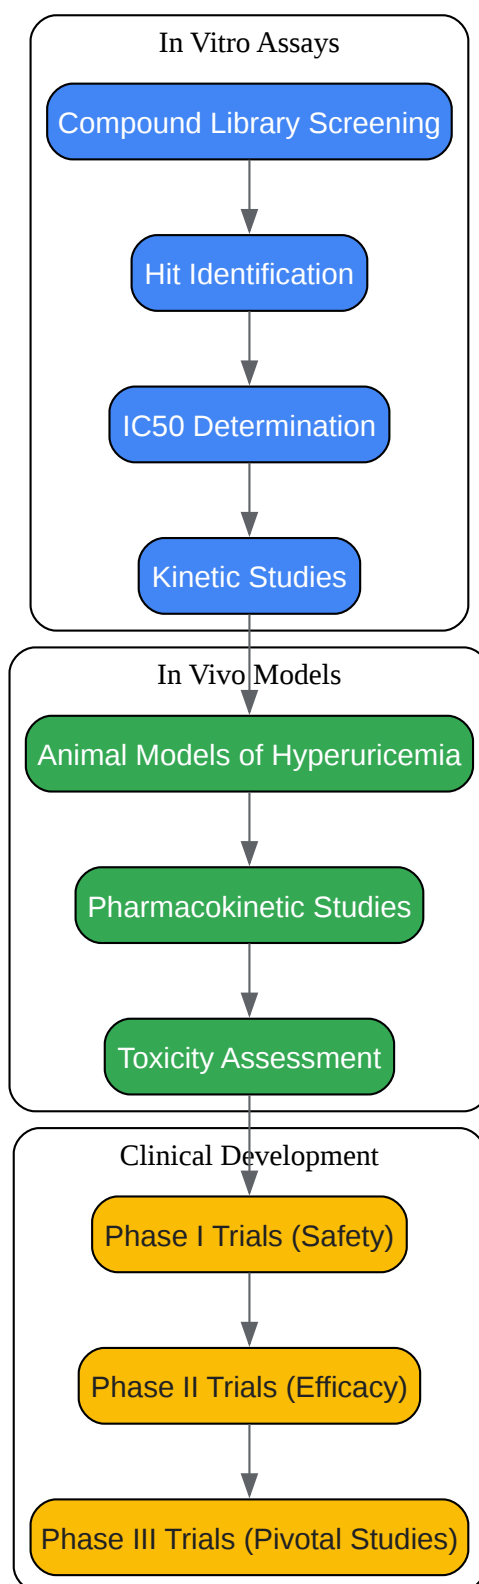 In Vitro Assays
Compound Library Screening
Hit Identification
IC50 Determination
Kinetic Studies
In Vivo Models
Animal Models of Hyperuricemia
Pharmacokinetic Studies
Toxicity Assessment
Clinical Development
Phase I Trials (Safety)
Phase II Trials (Efficacy)
Phase III Trials (Pivotal Studies)